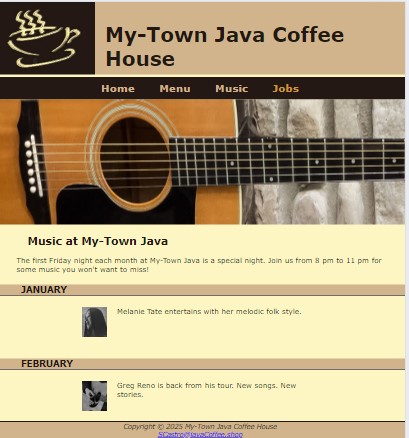 My-Town Java Coffee
House
Home Menu Music Jobs
Music at My-Town Java
The first Friday night each month at My-Town Java is a special night. Join us from 8 pm to 11 pm for
some music you won't want to miss!
JANUARY
Melanie Tate entertains with her melodic folk style.
FEBRUARY
Greg Reno is back from his tour. New songs. New
stories.
Copyright © 2025 My-Town Java Coffee House
SCastro@JavaCoffee.shop